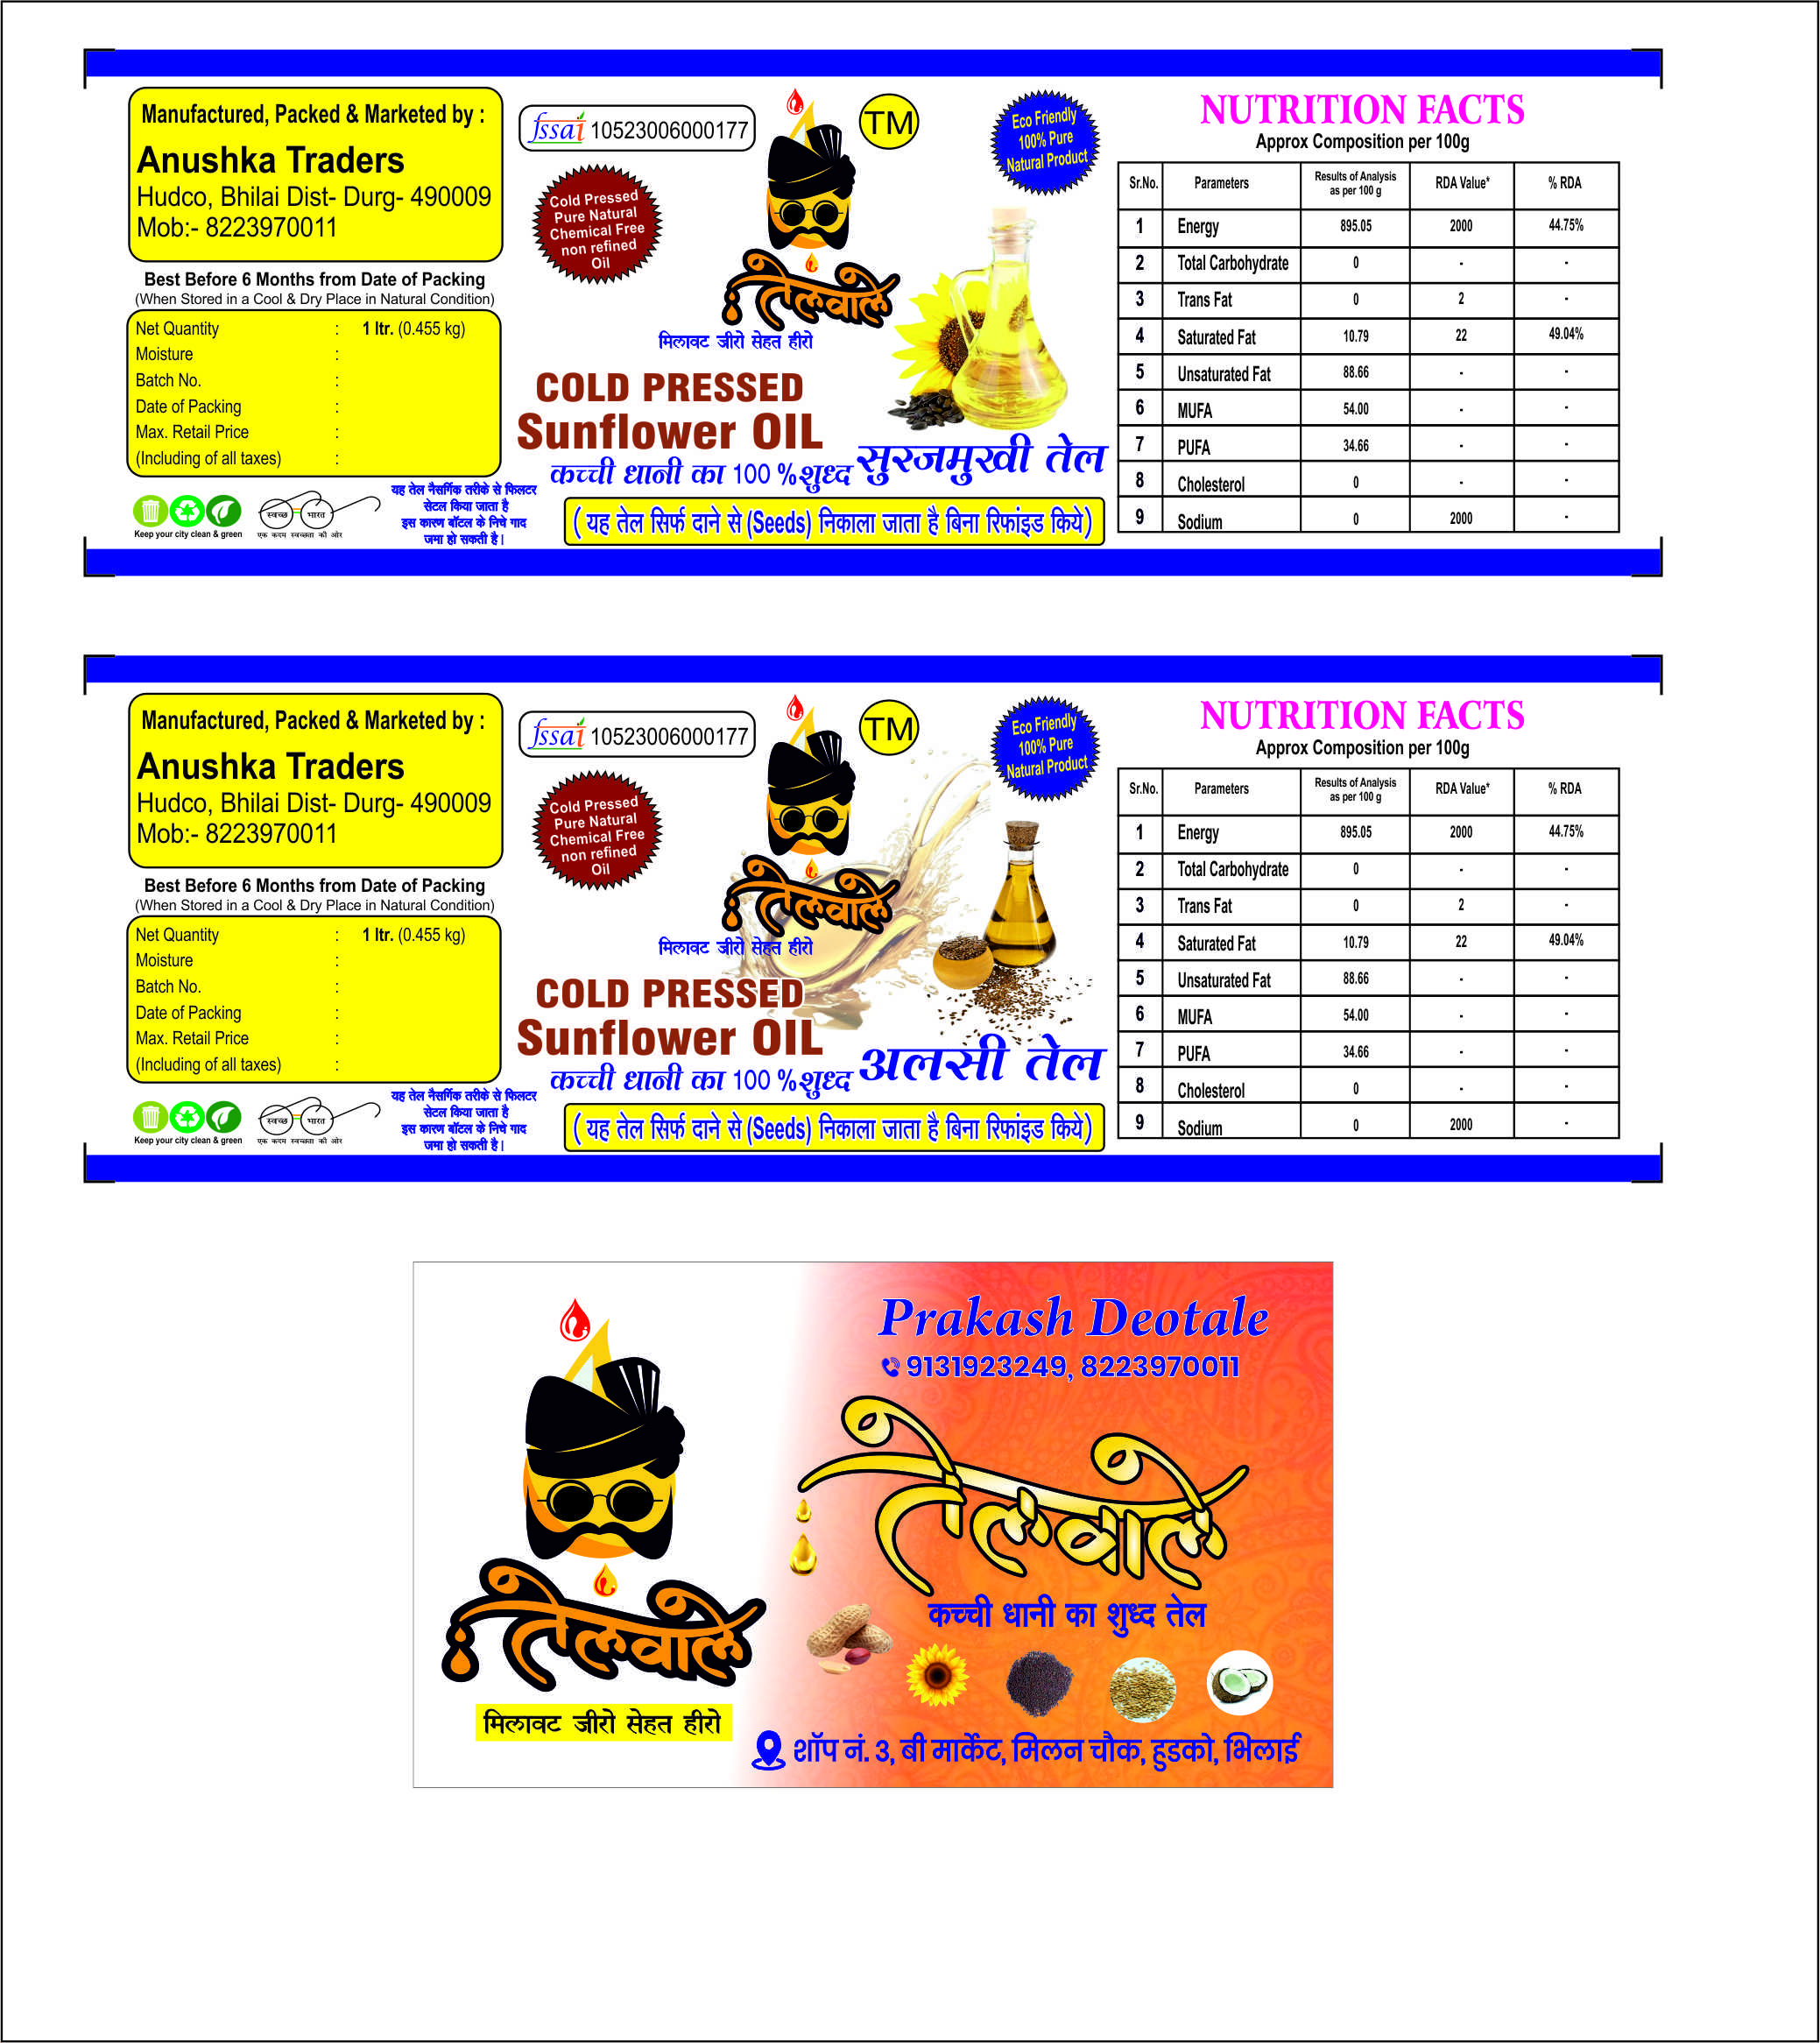 Manufactured, Packed & Marketed by :
Anushka Traders
Hudco, Bhilai Dist- Durg- 490009
Mob:- 8223970011
Best Before 6 Months from Date of Packing
(When Stored in a Cool & Dry Place in Natural Condition)
Net Quantity : 1 ltr. (0.455 kg)
Moisture :
Batch No. :
Date of Packing :
Max. Retail Price :
(Including of all taxes) :
Keep your city clean & green
स्वच्छ भारत
एक कदम स्वच्छता की ओर
यह तेल नैसर्गिक तरीके से फिलटर
सेटल किया जाता है
इस कारण बॉटल के निचे गाद
जमा हो सकती है।
fssai 10523006000177
Cold Pressed
Pure Natural
Chemical Free
non refined
Oil
TM
तेलवाले
मिलावट जीरो सेहत हीरो
Eco Friendly
100% Pure
Natural Product
COLD PRESSED
Sunflower OIL
कच्ची धानी का 100 %शुध्द सुरजमुखी तेल
( यह तेल सिर्फ दाने से (Seeds) निकाला जाता है बिना रिफांइड किये)
NUTRITION FACTS
Approx Composition per 100g
Sr.No. Parameters Results of Analysis as per 100 g RDA Value* % RDA
1 Energy 895.05 2000 44.75%
2 Total Carbohydrate 0 - -
3 Trans Fat 0 2 -
4 Saturated Fat 10.79 22 49.04%
5 Unsaturated Fat 88.66 - -
6 MUFA 54.00 - -
7 PUFA 34.66 - -
8 Cholesterol 0 - -
9 Sodium 0 2000 -
Manufactured, Packed & Marketed by :
Anushka Traders
Hudco, Bhilai Dist- Durg- 490009
Mob:- 8223970011
Best Before 6 Months from Date of Packing
(When Stored in a Cool & Dry Place in Natural Condition)
Net Quantity : 1 ltr. (0.455 kg)
Moisture :
Batch No. :
Date of Packing :
Max. Retail Price :
(Including of all taxes) :
Keep your city clean & green
स्वच्छ भारत
एक कदम स्वच्छता की ओर
यह तेल नैसर्गिक तरीके से फिलटर
सेटल किया जाता है
इस कारण बॉटल के निचे गाद
जमा हो सकती है।
fssai 10523006000177
Cold Pressed
Pure Natural
Chemical Free
non refined
Oil
TM
तेलवाले
मिलावट जीरो सेहत हीरो
Eco Friendly
100% Pure
Natural Product
COLD PRESSED
Sunflower OIL
कच्ची धानी का 100 %शुध्द अलसी तेल
( यह तेल सिर्फ दाने से (Seeds) निकाला जाता है बिना रिफांइड किये)
NUTRITION FACTS
Approx Composition per 100g
Sr.No. Parameters Results of Analysis as per 100 g RDA Value* % RDA
1 Energy 895.05 2000 44.75%
2 Total Carbohydrate 0 - -
3 Trans Fat 0 2 -
4 Saturated Fat 10.79 22 49.04%
5 Unsaturated Fat 88.66 - -
6 MUFA 54.00 - -
7 PUFA 34.66 - -
8 Cholesterol 0 - -
9 Sodium 0 2000 -
तेलवाले
मिलावट जीरो सेहत हीरो
Prakash Deotale
9131923249, 8223970011
तेलवाले
कच्ची धानी का शुध्द तेल
शॉप नं. 3, बी मार्केट, मिलन चौक, हुडको, भिलाई